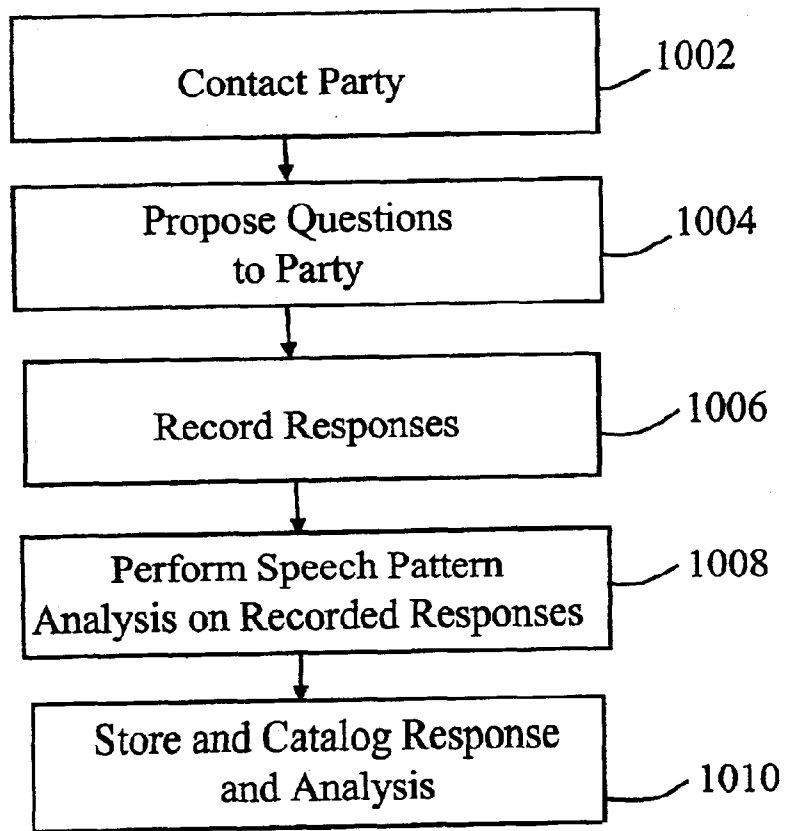 Contact Party
1002
Propose Questions
to Party
1004
Record Responses
1006
Perform Speech Pattern
Analysis on Recorded Responses
1008
Store and Catalog Response
and Analysis
1010